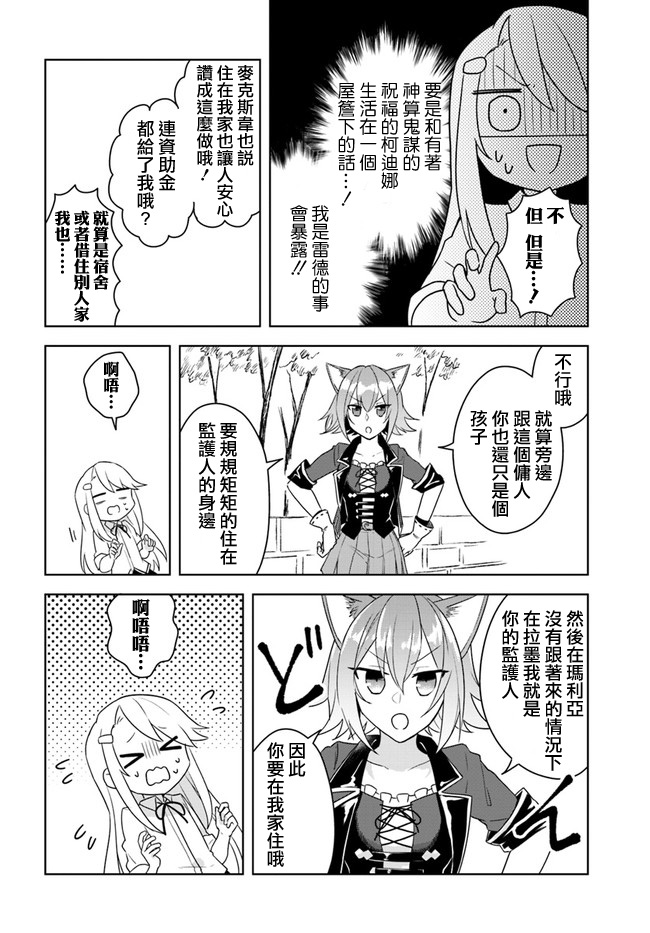 不
但 但是…！
要是和有著
神算鬼謀的
祝福的柯迪娜
生活在一個
屋簷下的話…！
我是雷德的事
會暴露!!
麥克斯韋也說
住在我家也讓人安心
讚成這麼做哦！
連資助金
都給了我哦？
就算是宿舍
或者借住別人家
我也……
不行哦
就算旁邊
跟這個傭人
你也還只是個
孩子
要規規矩矩的住在
監護人的身邊
啊唔…
然後在瑪利亞
沒有跟著來的情況下
在拉墨我就是
你的監護人
因此
你要在我家住哦
どん
啊唔唔…